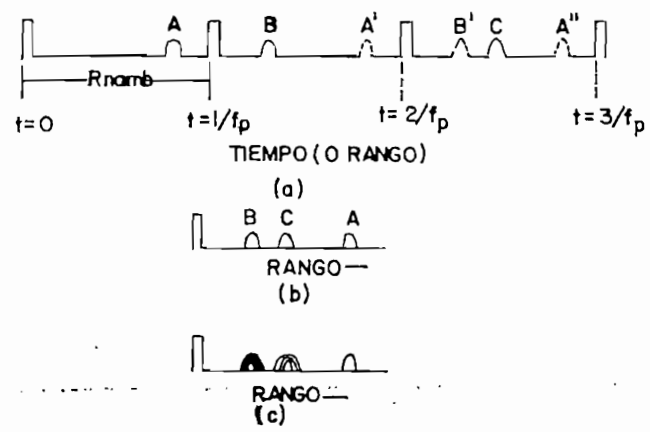 A B A' B' C A"
Rnamb
t=0 t=1/fp t=2/fp t=3/fp
TIEMPO (O RANGO)
(a)
B C A
RANGO—
(b)
RANGO—
(c)